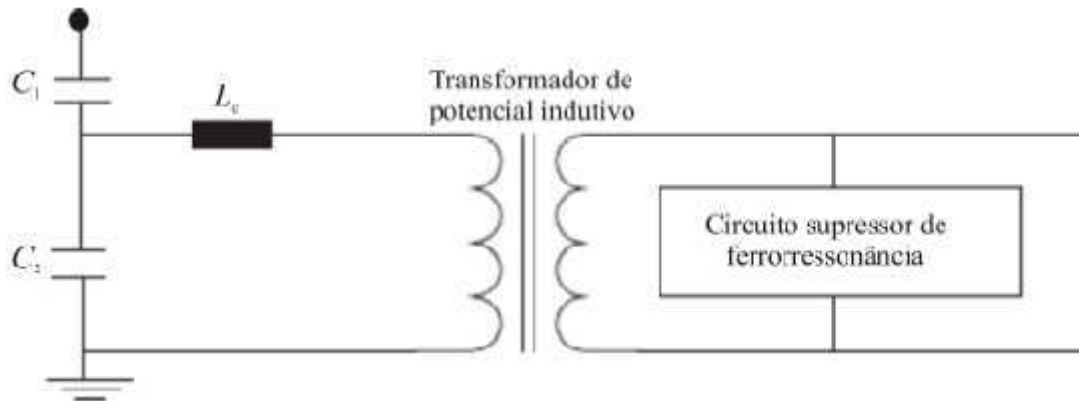 C₁
Lc
Transformador de
potencial indutivo
C₂
Circuito supressor de
ferrorressonância